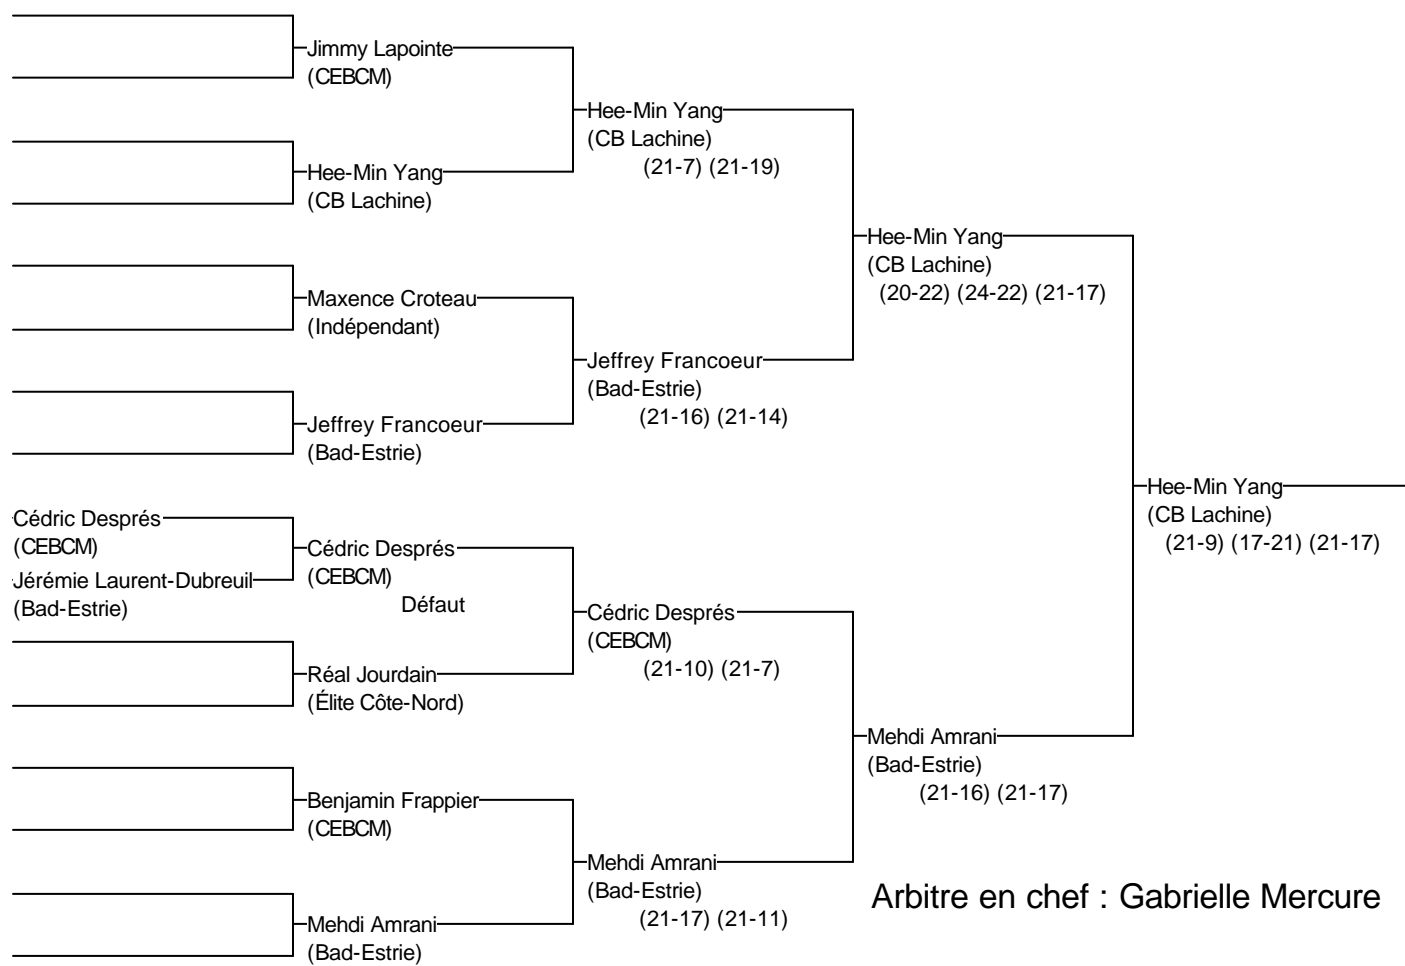 Jimmy Lapointe
(CEBCM)
Hee-Min Yang
(CB Lachine)
(21-7) (21-19)
Hee-Min Yang
(CB Lachine)
Hee-Min Yang
(CB Lachine)
(20-22) (24-22) (21-17)
Maxence Croteau
(Indépendant)
Jeffrey Francoeur
(Bad-Estrie)
(21-16) (21-14)
Jeffrey Francoeur
(Bad-Estrie)
Hee-Min Yang
(CB Lachine)
(21-9) (17-21) (21-17)
Cédric Després
(CEBCM)
Jérémie Laurent-Dubreuil
(Bad-Estrie)
Cédric Després
(CEBCM)
Défaut
Cédric Després
(CEBCM)
(21-10) (21-7)
Réal Jourdain
(Élite Côte-Nord)
Mehdi Amrani
(Bad-Estrie)
(21-16) (21-17)
Benjamin Frappier
(CEBCM)
Mehdi Amrani
(Bad-Estrie)
(21-17) (21-11)
Mehdi Amrani
(Bad-Estrie)
Arbitre en chef : Gabrielle Mercure